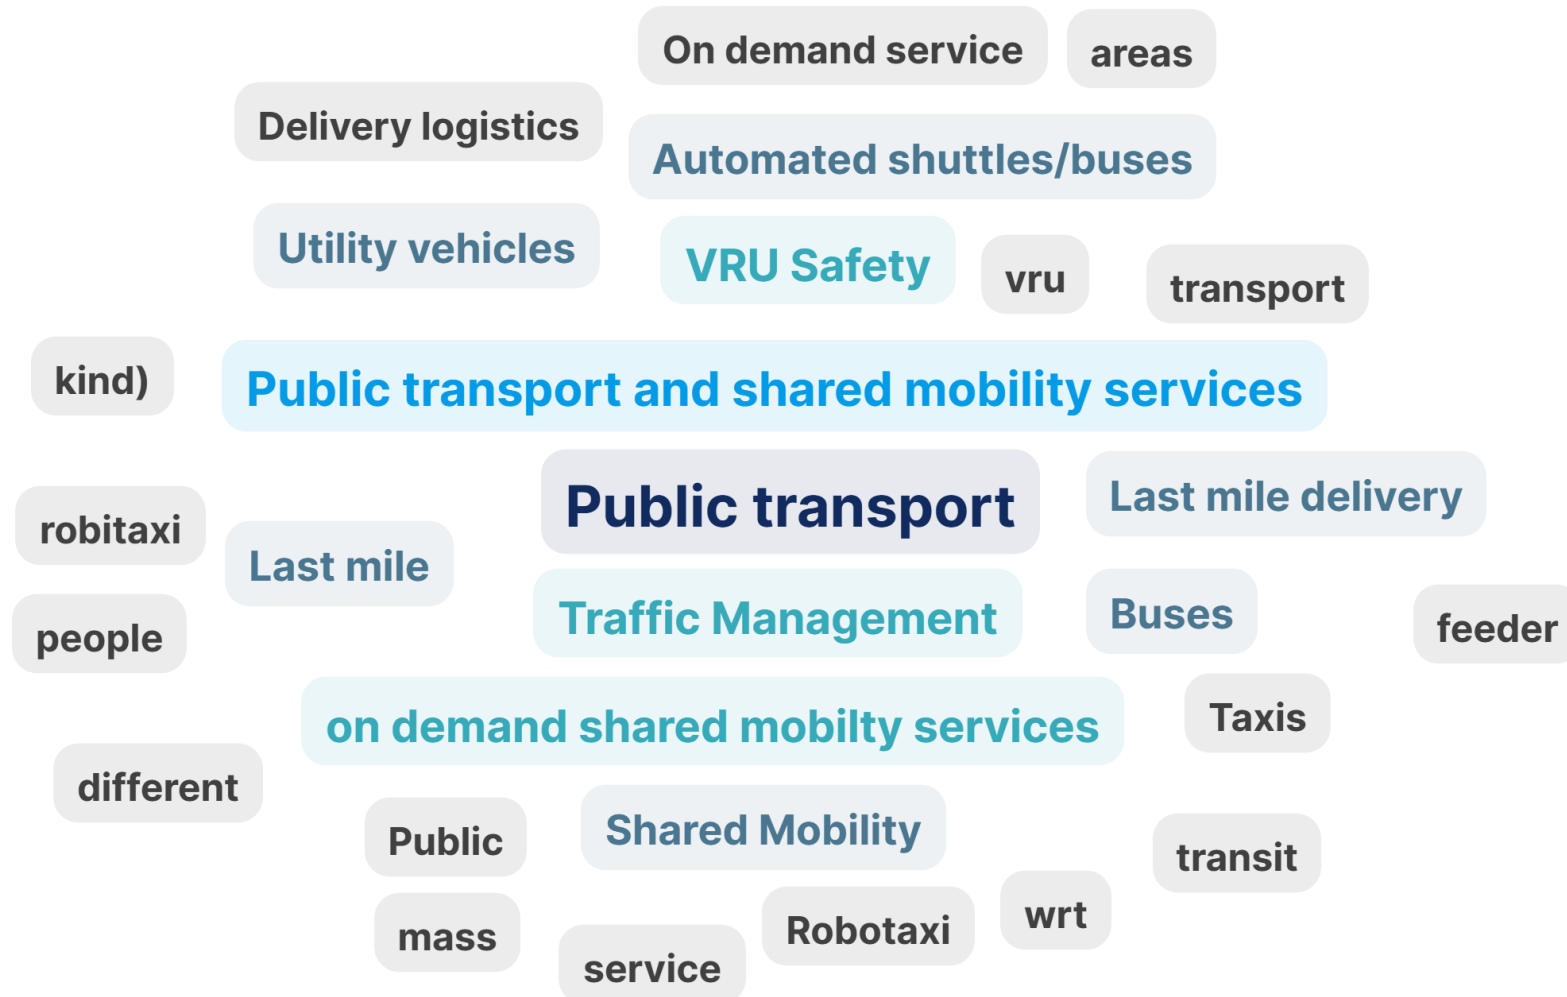 On demand service
areas
Delivery logistics
Automated shuttles/buses
Utility vehicles
VRU Safety
vru
transport
kind)
Public transport and shared mobility services
Public transport
Last mile delivery
robitaxi
Last mile
Traffic Management
Buses
people
feeder
on demand shared mobilty services
Taxis
different
Public
Shared Mobility
transit
mass
service
Robotaxi
wrt